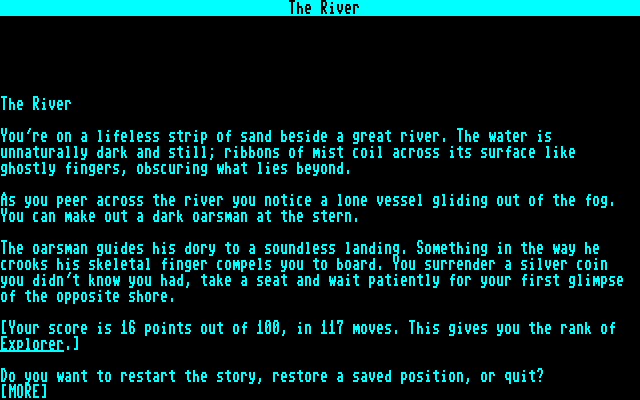 The River
The River
You're on a lifeless strip of sand beside a great river. The water is
unnaturally dark and still; ribbons of mist coil across its surface like
ghostly fingers, obscuring what lies beyond.
As you peer across the river you notice a lone vessel gliding out of the fog.
You can make out a dark oarsman at the stern.
The oarsman guides his dory to a soundless landing. Something in the way he
crooks his skeletal finger compels you to board. You surrender a silver coin
you didn't know you had, take a seat and wait patiently for your first glimpse
of the opposite shore.
[Your score is 16 points out of 100, in 117 moves. This gives you the rank of
Explorer.]
Do you want to restart the story, restore a saved position, or quit?
[MORE]